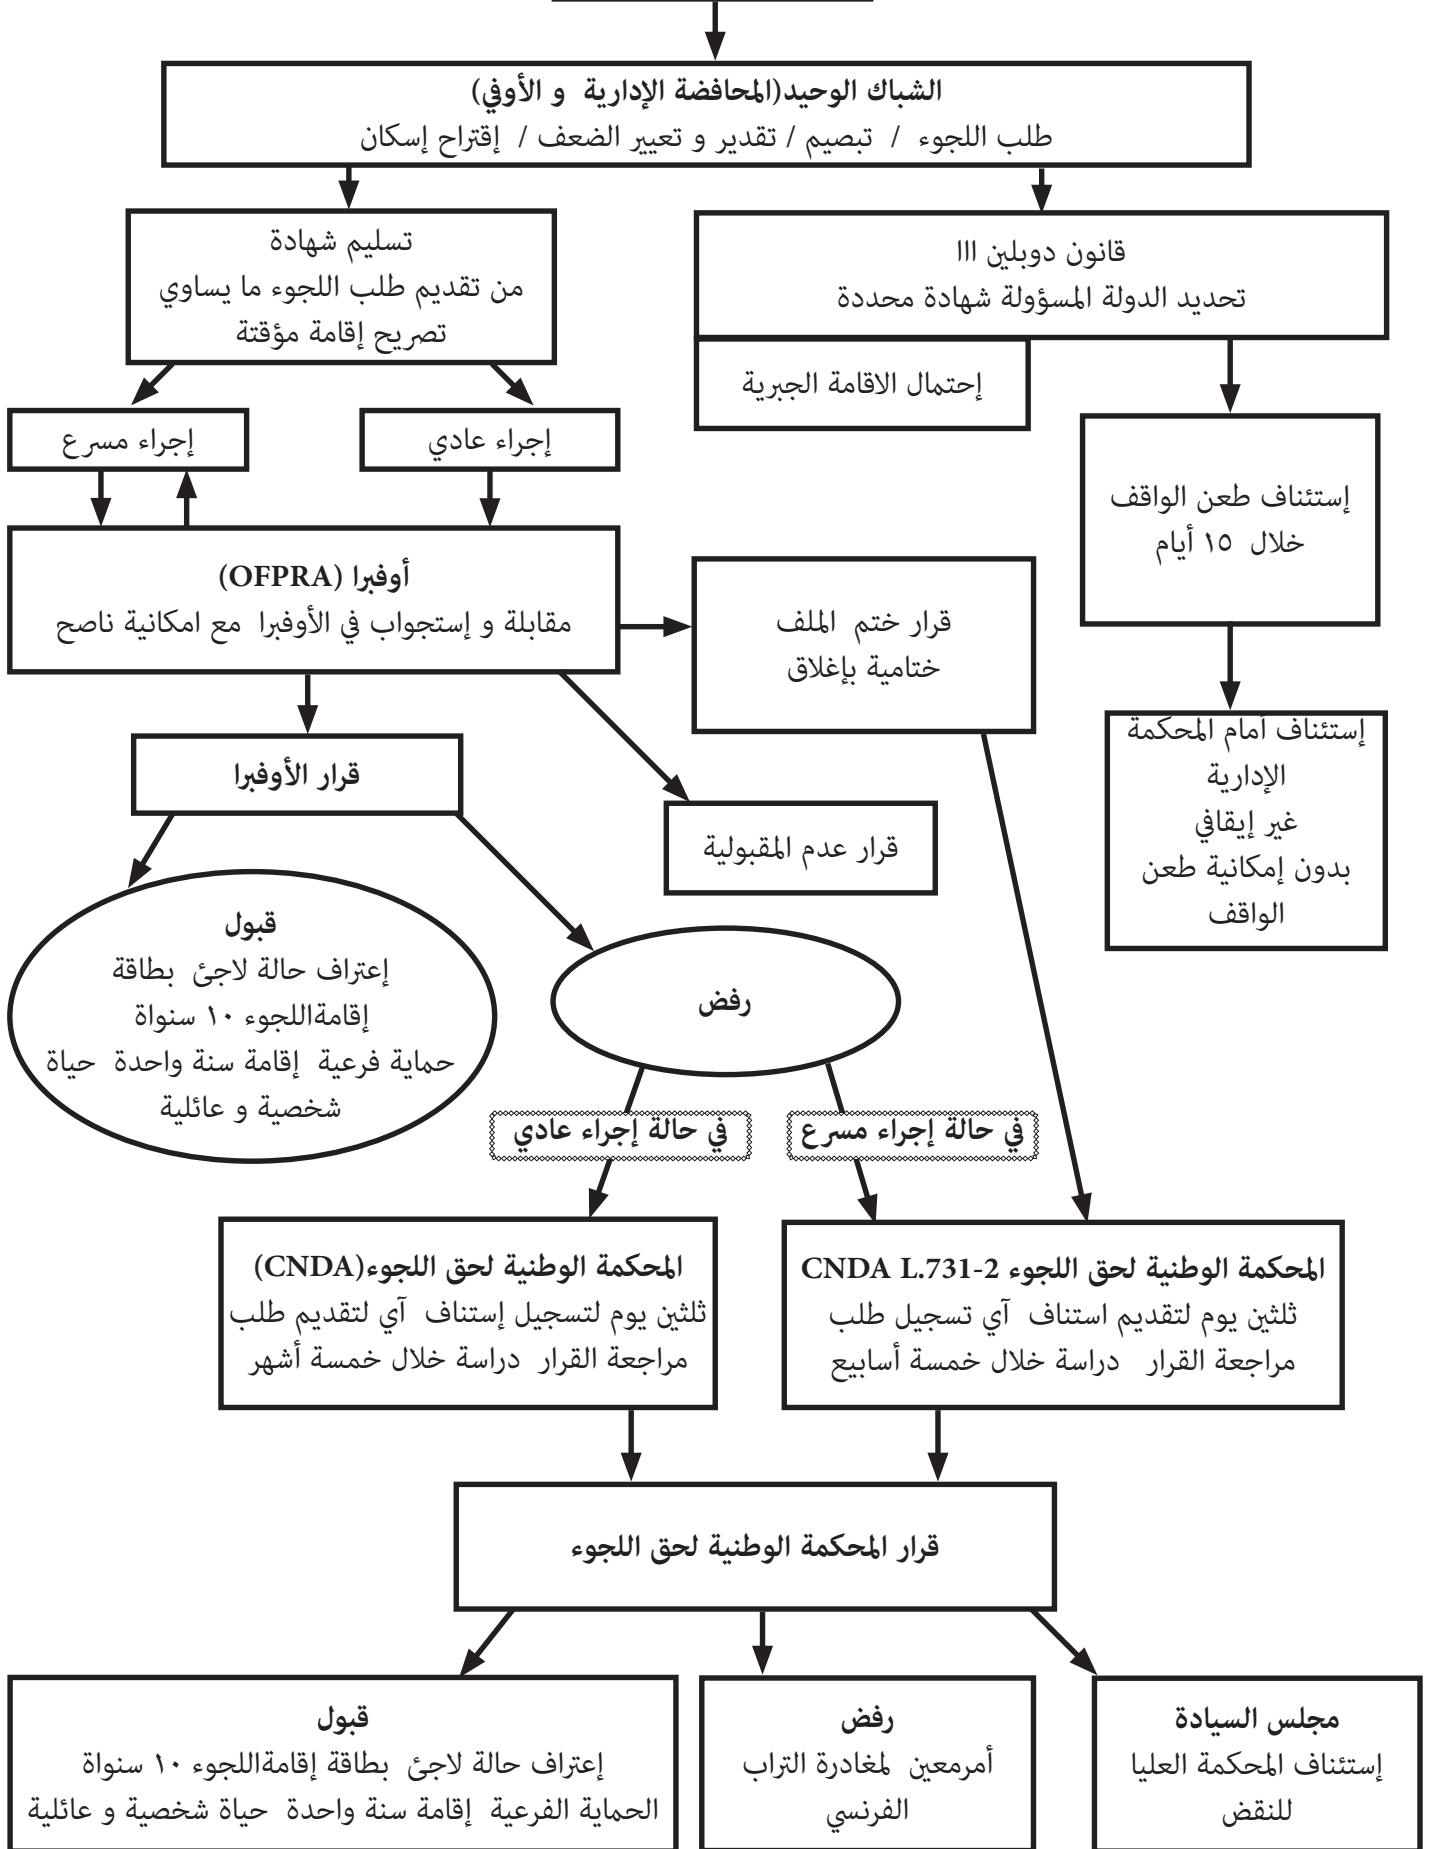 الشباك الوحيد(المحافضة الإدارية و الأوفي)
طلب اللجوء / تبصيم / تقدير و تعيير الضعف / إقتراح إسكان
تسليم شهادة
من تقديم طلب اللجوء ما يساوي
تصريح إقامة مؤقتة
قانون دوبلين III
تحديد الدولة المسؤولة شهادة محددة
إحتمال الاقامة الجبرية
إجراء عادي
إجراء مسرع
إستئناف طعن الواقف
خلال ١٥ أيام
أوفبرا (OFPRA)
مقابلة و إستجواب في الأوفبرا مع امكانية ناصح
قرار ختم الملف
ختامية بإغلاق
إستئناف أمام المحكمة
الإدارية
غير إيقافي
بدون إمكانية طعن
الواقف
قرار الأوفبرا
قرار عدم المقبولية
قبول
إعتراف حالة لاجئ بطاقة
إقامةاللجوء ١٠ سنواة
حماية فرعية إقامة سنة واحدة حياة
شخصية و عائلية
رفض
في حالة إجراء مسرع
في حالة إجراء عادي
المحكمة الوطنية لحق اللجوء CNDA L.731-2
ثلثين يوم لتقديم استناف آي تسجيل طلب
مراجعة القرار دراسة خلال خمسة أسابيع
المحكمة الوطنية لحق اللجوء(CNDA)
ثلثين يوم لتسجيل إستناف آي لتقديم طلب
مراجعة القرار دراسة خلال خمسة أشهر
قرار المحكمة الوطنية لحق اللجوء
مجلس السيادة
إستئناف المحكمة العليا
للنقض
رفض
أمرمعين لمغادرة التراب
الفرنسي
قبول
إعتراف حالة لاجئ بطاقة إقامةاللجوء ١٠ سنواة
الحماية الفرعية إقامة سنة واحدة حياة شخصية و عائلية